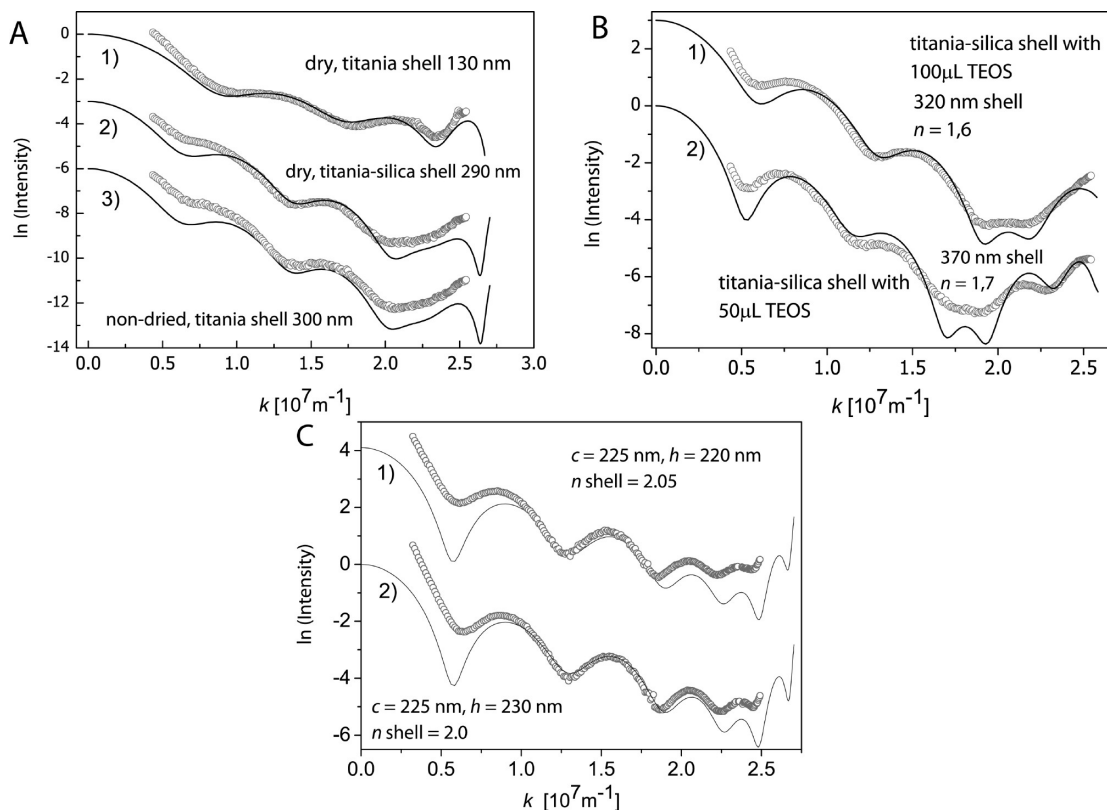 A
0
-2
-4
-6
-8
-10
-12
-14
ln (Intensity)
1)
dry, titania shell 130 nm
2)
dry, titania-silica shell 290 nm
3)
non-dried, titania shell 300 nm
0.0 0.5 1.0 1.5 2.0 2.5 3.0
k [10⁷m⁻¹]
B
2
0
-2
-4
-6
-8
ln (Intensity)
1)
titania-silica shell with
100μL TEOS
320 nm shell
n = 1,6
2)
370 nm shell
n = 1,7
titania-silica shell with
50μL TEOS
0.0 0.5 1.0 1.5 2.0 2.5
k [10⁷m⁻¹]
C
4
2
0
-2
-4
-6
ln (Intensity)
1)
c = 225 nm, h = 220 nm
n shell = 2.05
2)
c = 225 nm, h = 230 nm
n shell = 2.0
0.0 0.5 1.0 1.5 2.0 2.5
k [10⁷m⁻¹]